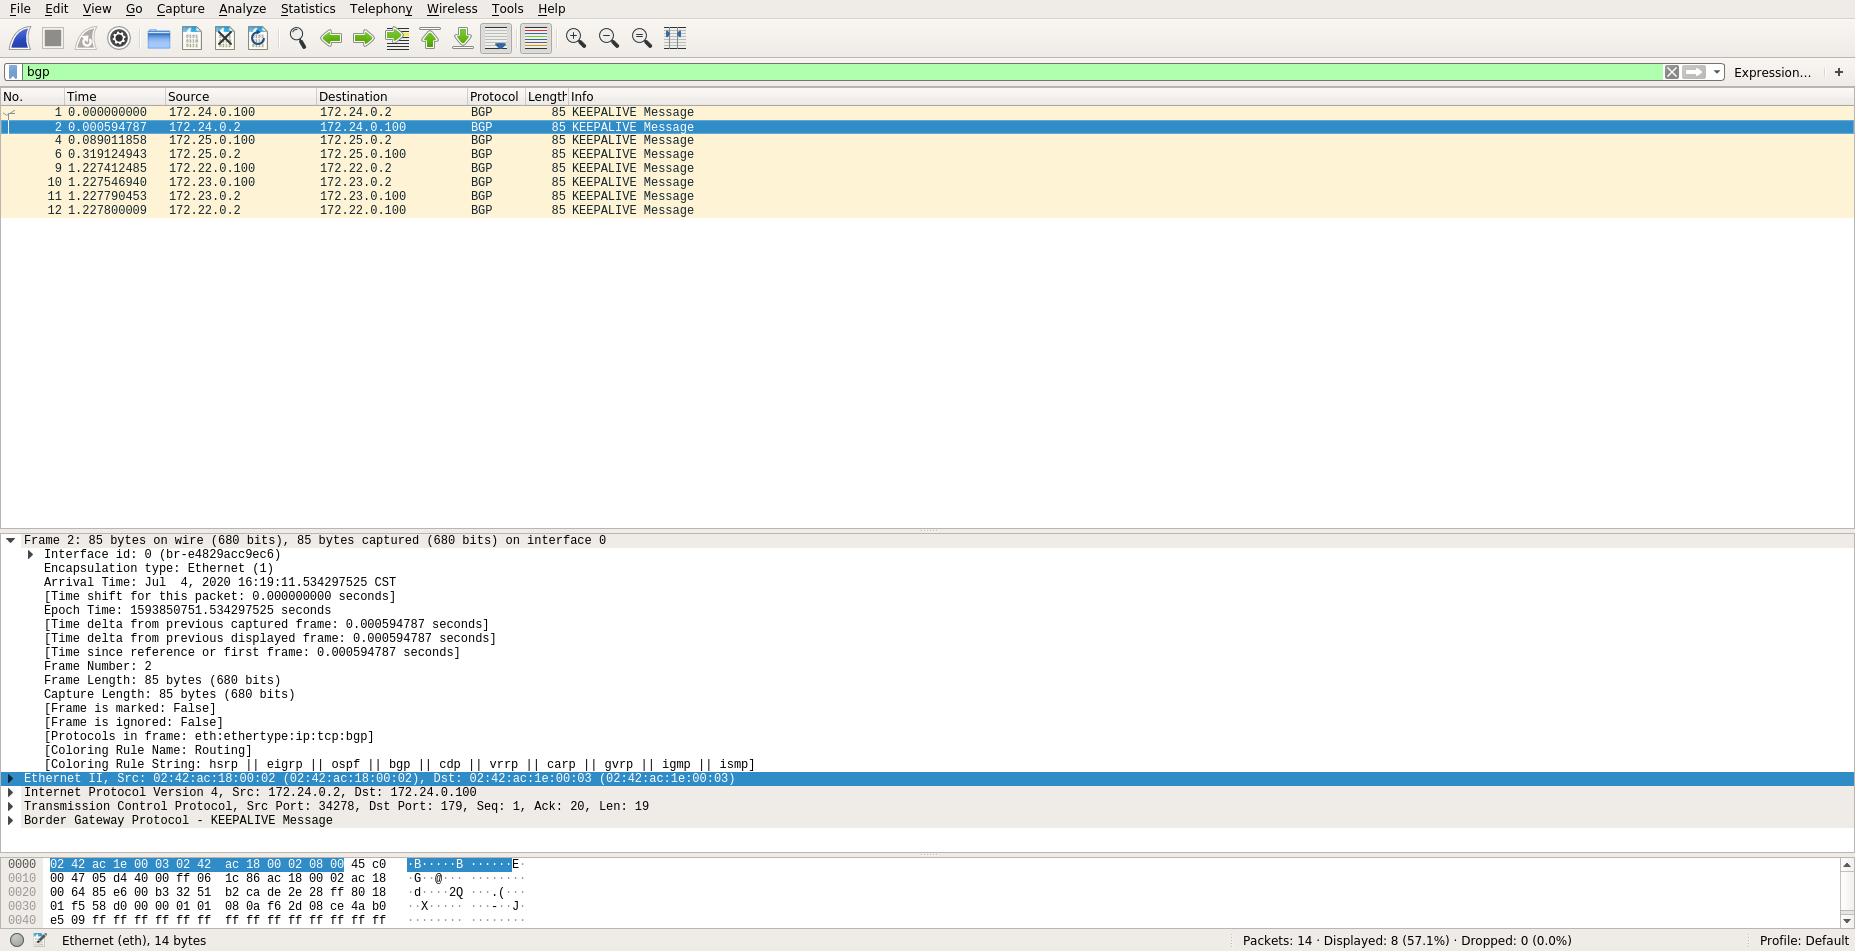 File Edit View Go Capture Analyze Statistics Telephony Wireless Tools Help
bgp Expression… +
No. Time Source Destination Protocol Length Info
1 0.000000000 172.24.0.100 172.24.0.2 BGP 85 KEEPALIVE Message
2 0.000594787 172.24.0.2 172.24.0.100 BGP 85 KEEPALIVE Message
4 0.089011858 172.25.0.100 172.25.0.2 BGP 85 KEEPALIVE Message
6 0.319124943 172.25.0.2 172.25.0.100 BGP 85 KEEPALIVE Message
9 1.227412485 172.22.0.100 172.22.0.2 BGP 85 KEEPALIVE Message
10 1.227546940 172.23.0.100 172.23.0.2 BGP 85 KEEPALIVE Message
11 1.227790453 172.23.0.2 172.23.0.100 BGP 85 KEEPALIVE Message
12 1.227800009 172.22.0.2 172.22.0.100 BGP 85 KEEPALIVE Message
Frame 2: 85 bytes on wire (680 bits), 85 bytes captured (680 bits) on interface 0
Interface id: 0 (br-e4829acc9ec6)
Encapsulation type: Ethernet (1)
Arrival Time: Jul  4, 2020 16:19:11.534297525 CST
[Time shift for this packet: 0.000000000 seconds]
Epoch Time: 1593850751.534297525 seconds
[Time delta from previous captured frame: 0.000594787 seconds]
[Time delta from previous displayed frame: 0.000594787 seconds]
[Time since reference or first frame: 0.000594787 seconds]
Frame Number: 2
Frame Length: 85 bytes (680 bits)
Capture Length: 85 bytes (680 bits)
[Frame is marked: False]
[Frame is ignored: False]
[Protocols in frame: eth:ethertype:ip:tcp:bgp]
[Coloring Rule Name: Routing]
[Coloring Rule String: hsrp || eigrp || ospf || bgp || cdp || vrrp || carp || gvrp || igmp || ismp]
Ethernet II, Src: 02:42:ac:18:00:02 (02:42:ac:18:00:02), Dst: 02:42:ac:1e:00:03 (02:42:ac:1e:00:03)
Internet Protocol Version 4, Src: 172.24.0.2, Dst: 172.24.0.100
Transmission Control Protocol, Src Port: 34278, Dst Port: 179, Seq: 1, Ack: 20, Len: 19
Border Gateway Protocol - KEEPALIVE Message
0000 02 42 ac 1e 00 03 02 42 ac 18 00 02 08 00 45 c0 ·B·····B ······E·
0010 00 47 05 d4 40 00 ff 06 1c 86 ac 18 00 02 ac 18 ·G··@··· ········
0020 00 64 85 e6 00 b3 32 51 b2 ca de 2e 28 ff 80 18 ·d····2Q ···.(···
0030 01 f5 58 d0 00 00 01 01 08 0a f6 2d 08 ce 4a b0 ··X····· ···-··J·
0040 e5 09 ff ff ff ff ff ff ff ff ff ff ff ff ff ff ········ ········
Ethernet (eth), 14 bytes Packets: 14 · Displayed: 8 (57.1%) · Dropped: 0 (0.0%) Profile: Default